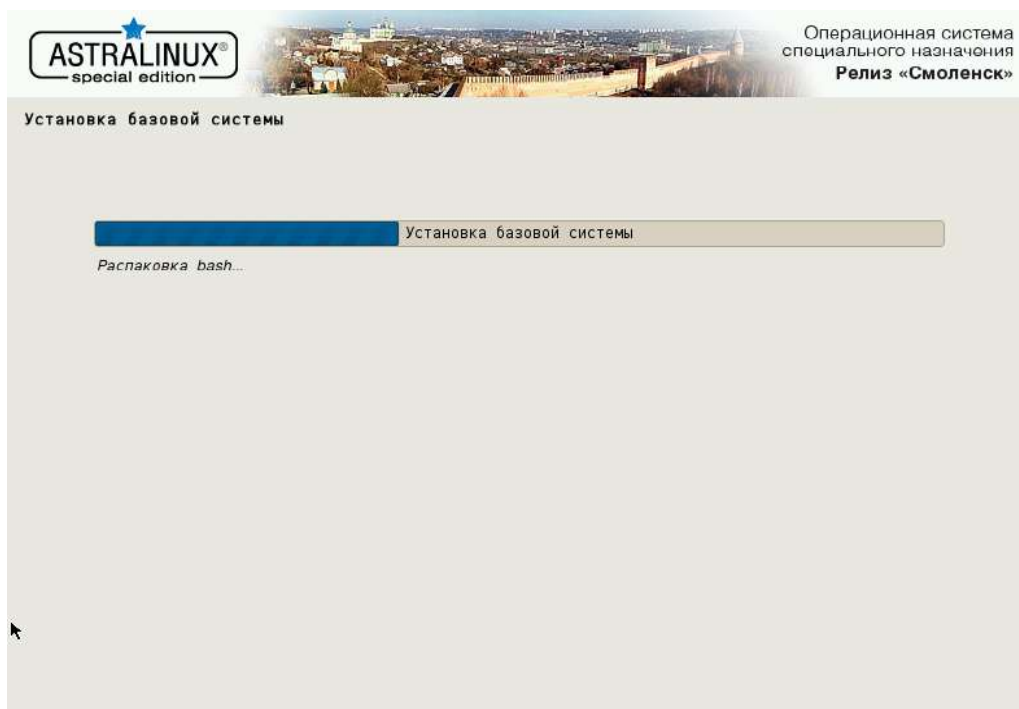 ASTRALINUX®
special edition
Операционная система
специального назначения
Релиз «Смоленск»
Установка базовой системы
Установка базовой системы
Распаковка bash...